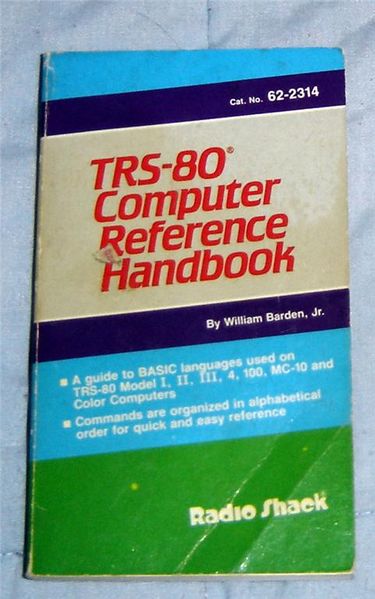 Cat. No. 62-2314
TRS-80®
Computer
Reference
Handbook
By William Barden, Jr.
■ A guide to BASIC languages used on
TRS-80 Model I, II, III, 4, 100, MC-10 and
Color Computers
■ Commands are organized in alphabetical
order for quick and easy reference
Radio Shack